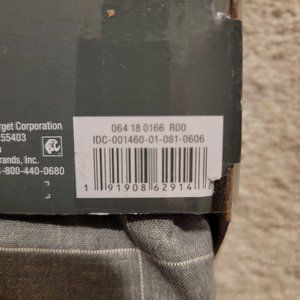 rget Corporation
55403
rands, Inc.
-800-440-0680
064 18 0166 R00
IDC-001460-01-081-0606
1 91908 62914